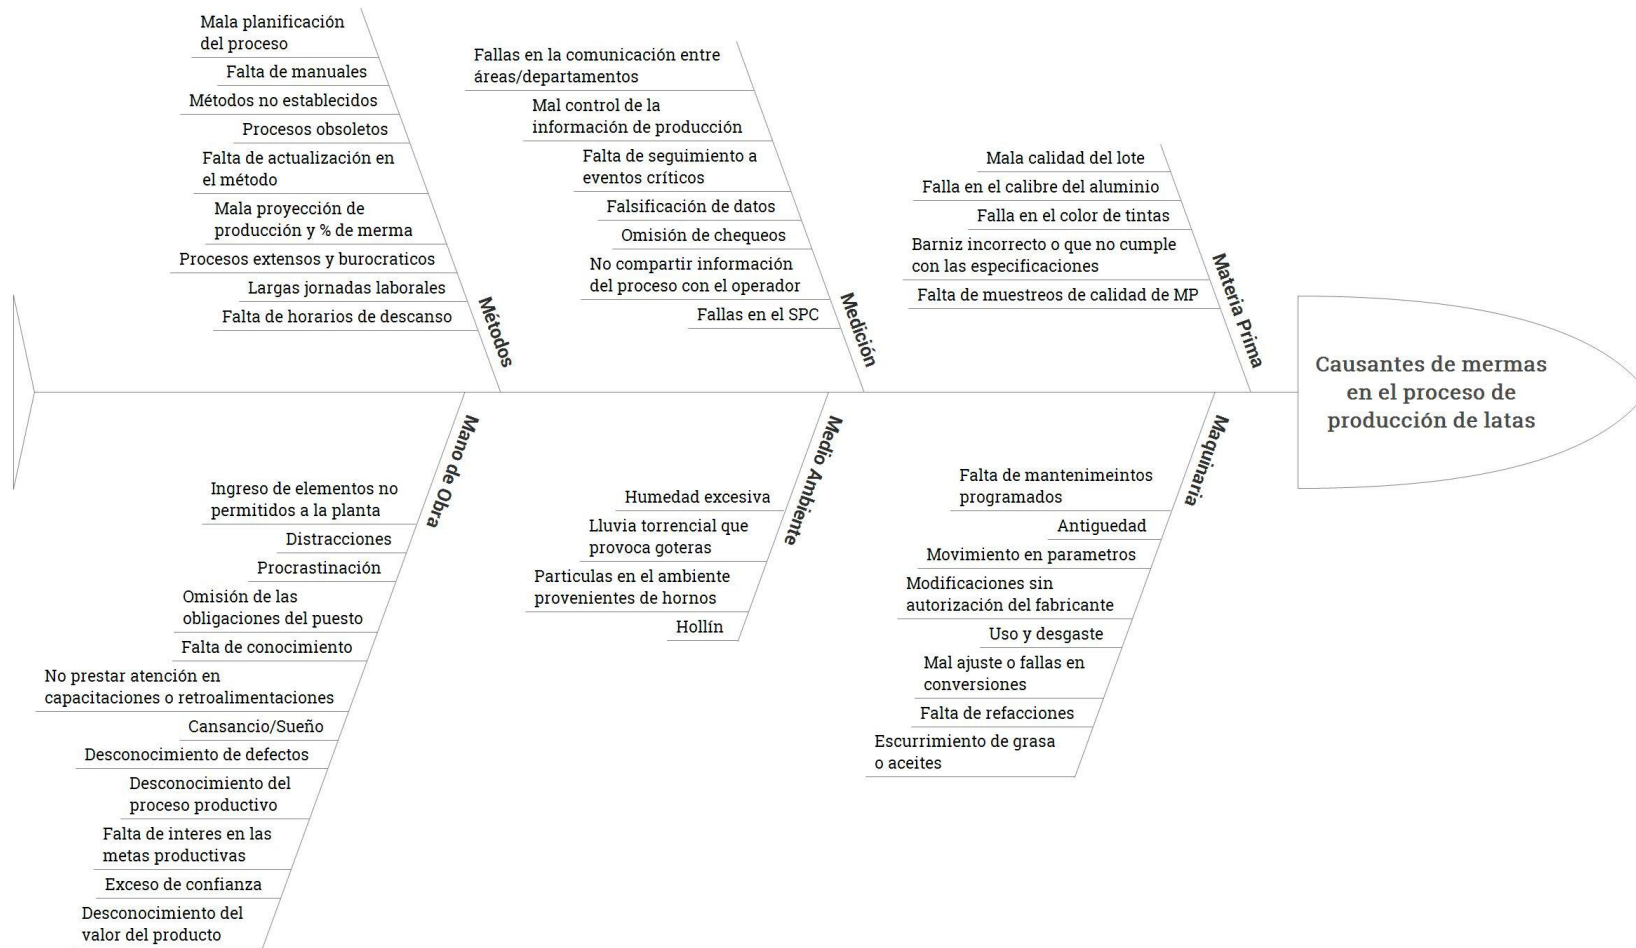 Mala planificación
del proceso
Falta de manuales
Métodos no establecidos
Procesos obsoletos
Falta de actualización en
el método
Mala proyección de
producción y % de merma
Procesos extensos y burocraticos
Largas jornadas laborales
Falta de horarios de descanso
Métodos
Fallas en la comunicación entre
áreas/departamentos
Mal control de la
información de producción
Falta de seguimiento a
eventos críticos
Falsificación de datos
Omisión de chequeos
No compartir información
del proceso con el operador
Fallas en el SPC
Medición
Mala calidad del lote
Falla en el calibre del aluminio
Falla en el color de tintas
Barniz incorrecto o que no cumple
con las especificaciones
Falta de muestreos de calidad de MP
Materia Prima
Causantes de mermas
en el proceso de
producción de latas
Mano de Obra
Ingreso de elementos no
permitidos a la planta
Distracciones
Procrastinación
Omisión de las
obligaciones del puesto
Falta de conocimiento
No prestar atención en
capacitaciones o retroalimentaciones
Cansancio/Sueño
Desconocimiento de defectos
Desconocimiento del
proceso productivo
Falta de interes en las
metas productivas
Exceso de confianza
Desconocimiento del
valor del producto
Medio Ambiente
Humedad excesiva
Lluvia torrencial que
provoca goteras
Particulas en el ambiente
provenientes de hornos
Hollín
Maquinaria
Falta de mantenimeintos
programados
Antiguedad
Movimiento en parametros
Modificaciones sin
autorización del fabricante
Uso y desgaste
Mal ajuste o fallas en
conversiones
Falta de refacciones
Escurrimiento de grasa
o aceites